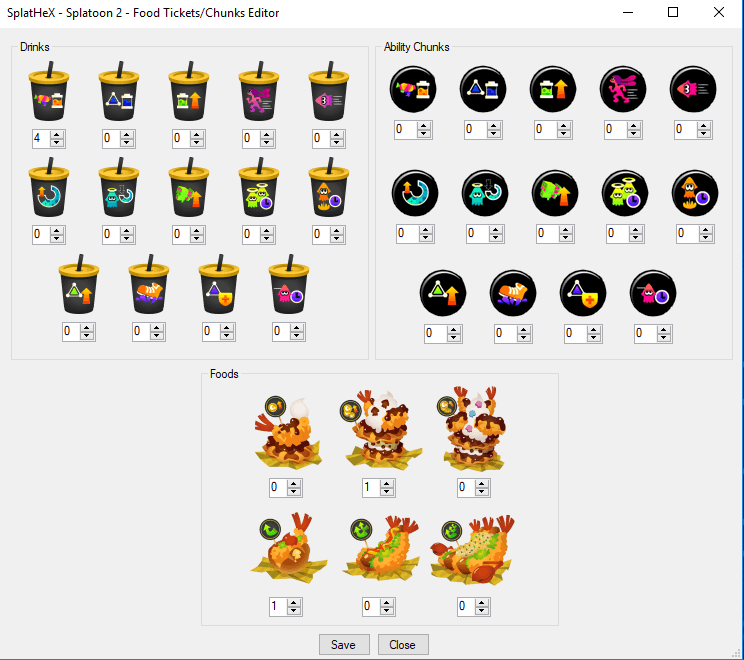 SplatHeX - Splatoon 2 - Food Tickets/Chunks Editor
Drinks
Ability Chunks
3
3
4 0 0 0 0
0 0 0 0 0
0 0 0 0 0
0 0 0 0 0
0 0 0 0
0 0 0 0
Foods
0 1 0
1 0 0
Save Close